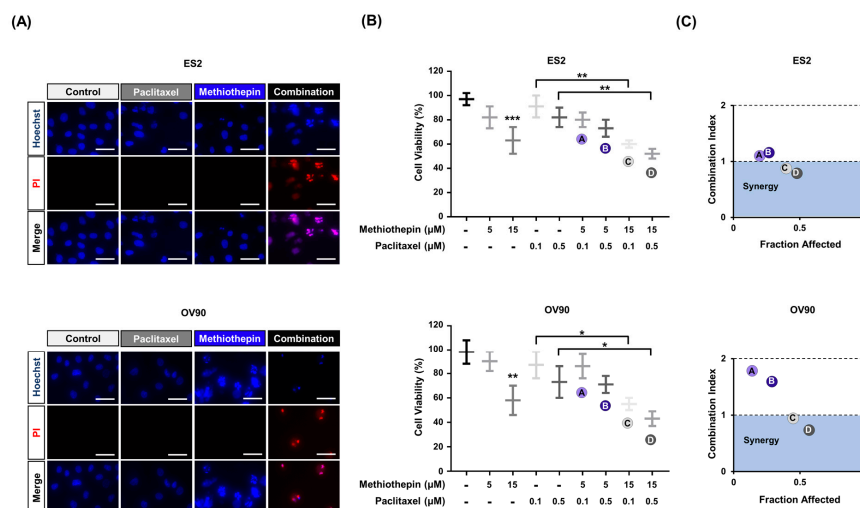 (A)
ES2
Control Paclitaxel Methiothepin Combination
Hoechst
PI
Merge
OV90
Control Paclitaxel Methiothepin Combination
Hoechst
PI
Merge
(B)
ES2
Cell Viability (%)
120
100
80
60
40
20
0
***
**
**
A
B
C
D
Methiothepin (μM) - 5 15 - - 5 5 15 15
Paclitaxel (μM) - - - 0.1 0.5 0.1 0.5 0.1 0.5
OV90
Cell Viability (%)
120
100
80
60
40
20
0
**
*
*
A
B
C
D
Methiothepin (μM) - 5 15 - - 5 5 15 15
Paclitaxel (μM) - - - 0.1 0.5 0.1 0.5 0.1 0.5
(C)
ES2
Combination Index
2
1
0
A
B
C
D
Synergy
0.5
Fraction Affected
OV90
Combination Index
2
1
0
A
B
C
D
Synergy
0.5
Fraction Affected